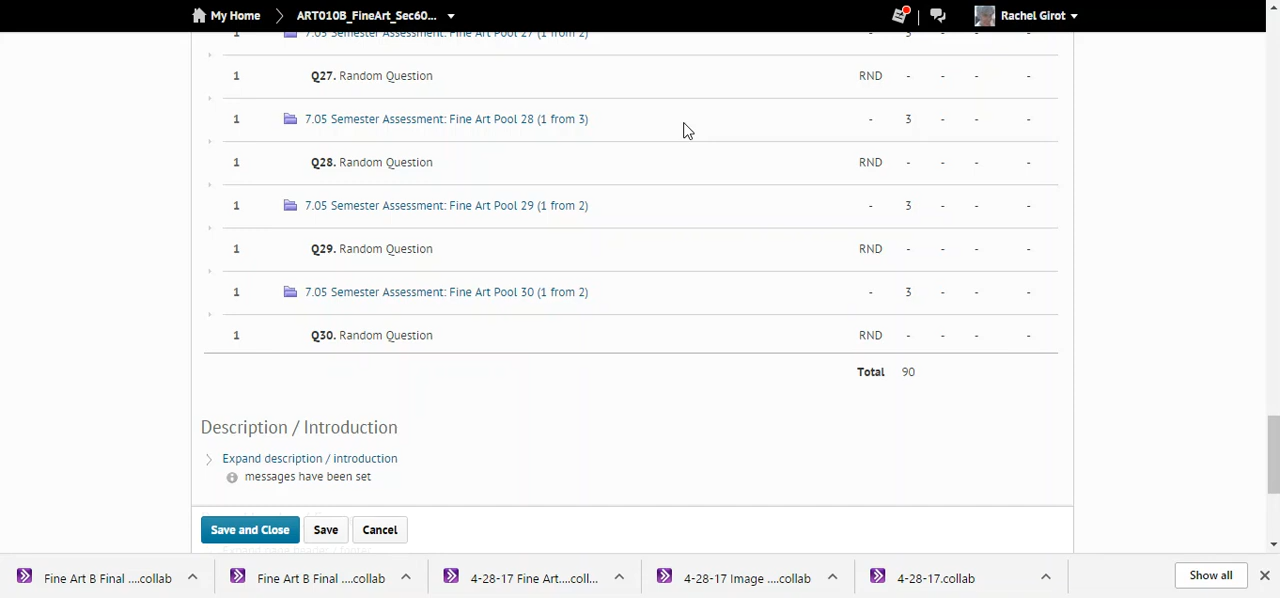 My Home ART010B_FineArt_Sec60... Rachel Girot
1 7.05 Semester Assessment: Fine Art Pool 27 (1 from 2) - 3 - - -
1 Q27. Random Question RND - - - -
1 7.05 Semester Assessment: Fine Art Pool 28 (1 from 3) - 3 - - -
1 Q28. Random Question RND - - - -
1 7.05 Semester Assessment: Fine Art Pool 29 (1 from 2) - 3 - - -
1 Q29. Random Question RND - - - -
1 7.05 Semester Assessment: Fine Art Pool 30 (1 from 2) - 3 - - -
1 Q30. Random Question RND - - - -
Total 90
Description / Introduction
Expand description / introduction
messages have been set
Save and Close Save Cancel
Expand page header / footer
Fine Art B Final ....collab Fine Art B Final ....collab 4-28-17 Fine Art....coll... 4-28-17 Image ....collab 4-28-17.collab Show all